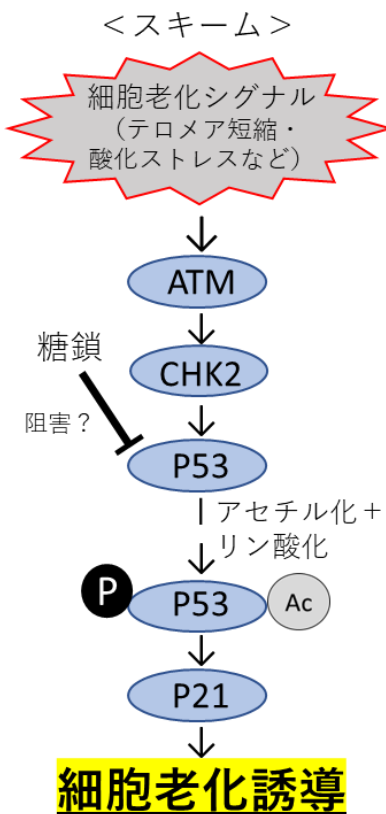 ＜スキーム＞
細胞老化シグナル
（テロメア短縮・
酸化ストレスなど）
ATM
CHK2
糖鎖
阻害？
P53
アセチル化＋
リン酸化
P
P53
Ac
P21
細胞老化誘導